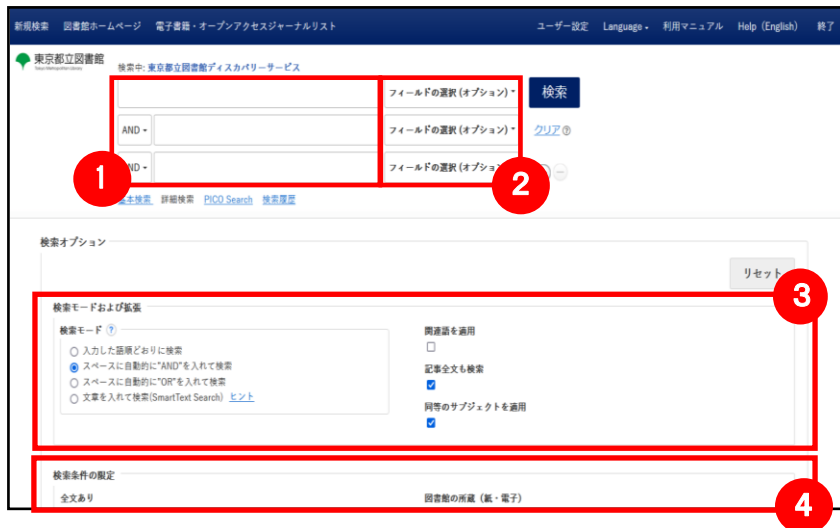 新規検索 図書館ホームページ 電子書籍・オープンアクセスジャーナルリスト ユーザー設定 Language 利用マニュアル Help (English) 終了
東京都立図書館
検索中: 東京都立図書館ディスカバリーサービス
フィールドの選択 (オプション) 検索
AND フィールドの選択 (オプション) クリア ?
ND フィールドの選択 (オプショ
1 2
基本検索 詳細検索 PICO Search 検索履歴
検索オプション
リセット
3
検索モードおよび拡張
検索モード ? 関連語を適用
入力した語順どおりに検索
スペースに自動的に"AND"を入れて検索 記事全文も検索
スペースに自動的に"OR"を入れて検索
文章を入れて検索(SmartText Search) ヒント
同等のサブジェクトを適用
検索条件の限定
全文あり 図書館の所蔵 (紙・電子)
4